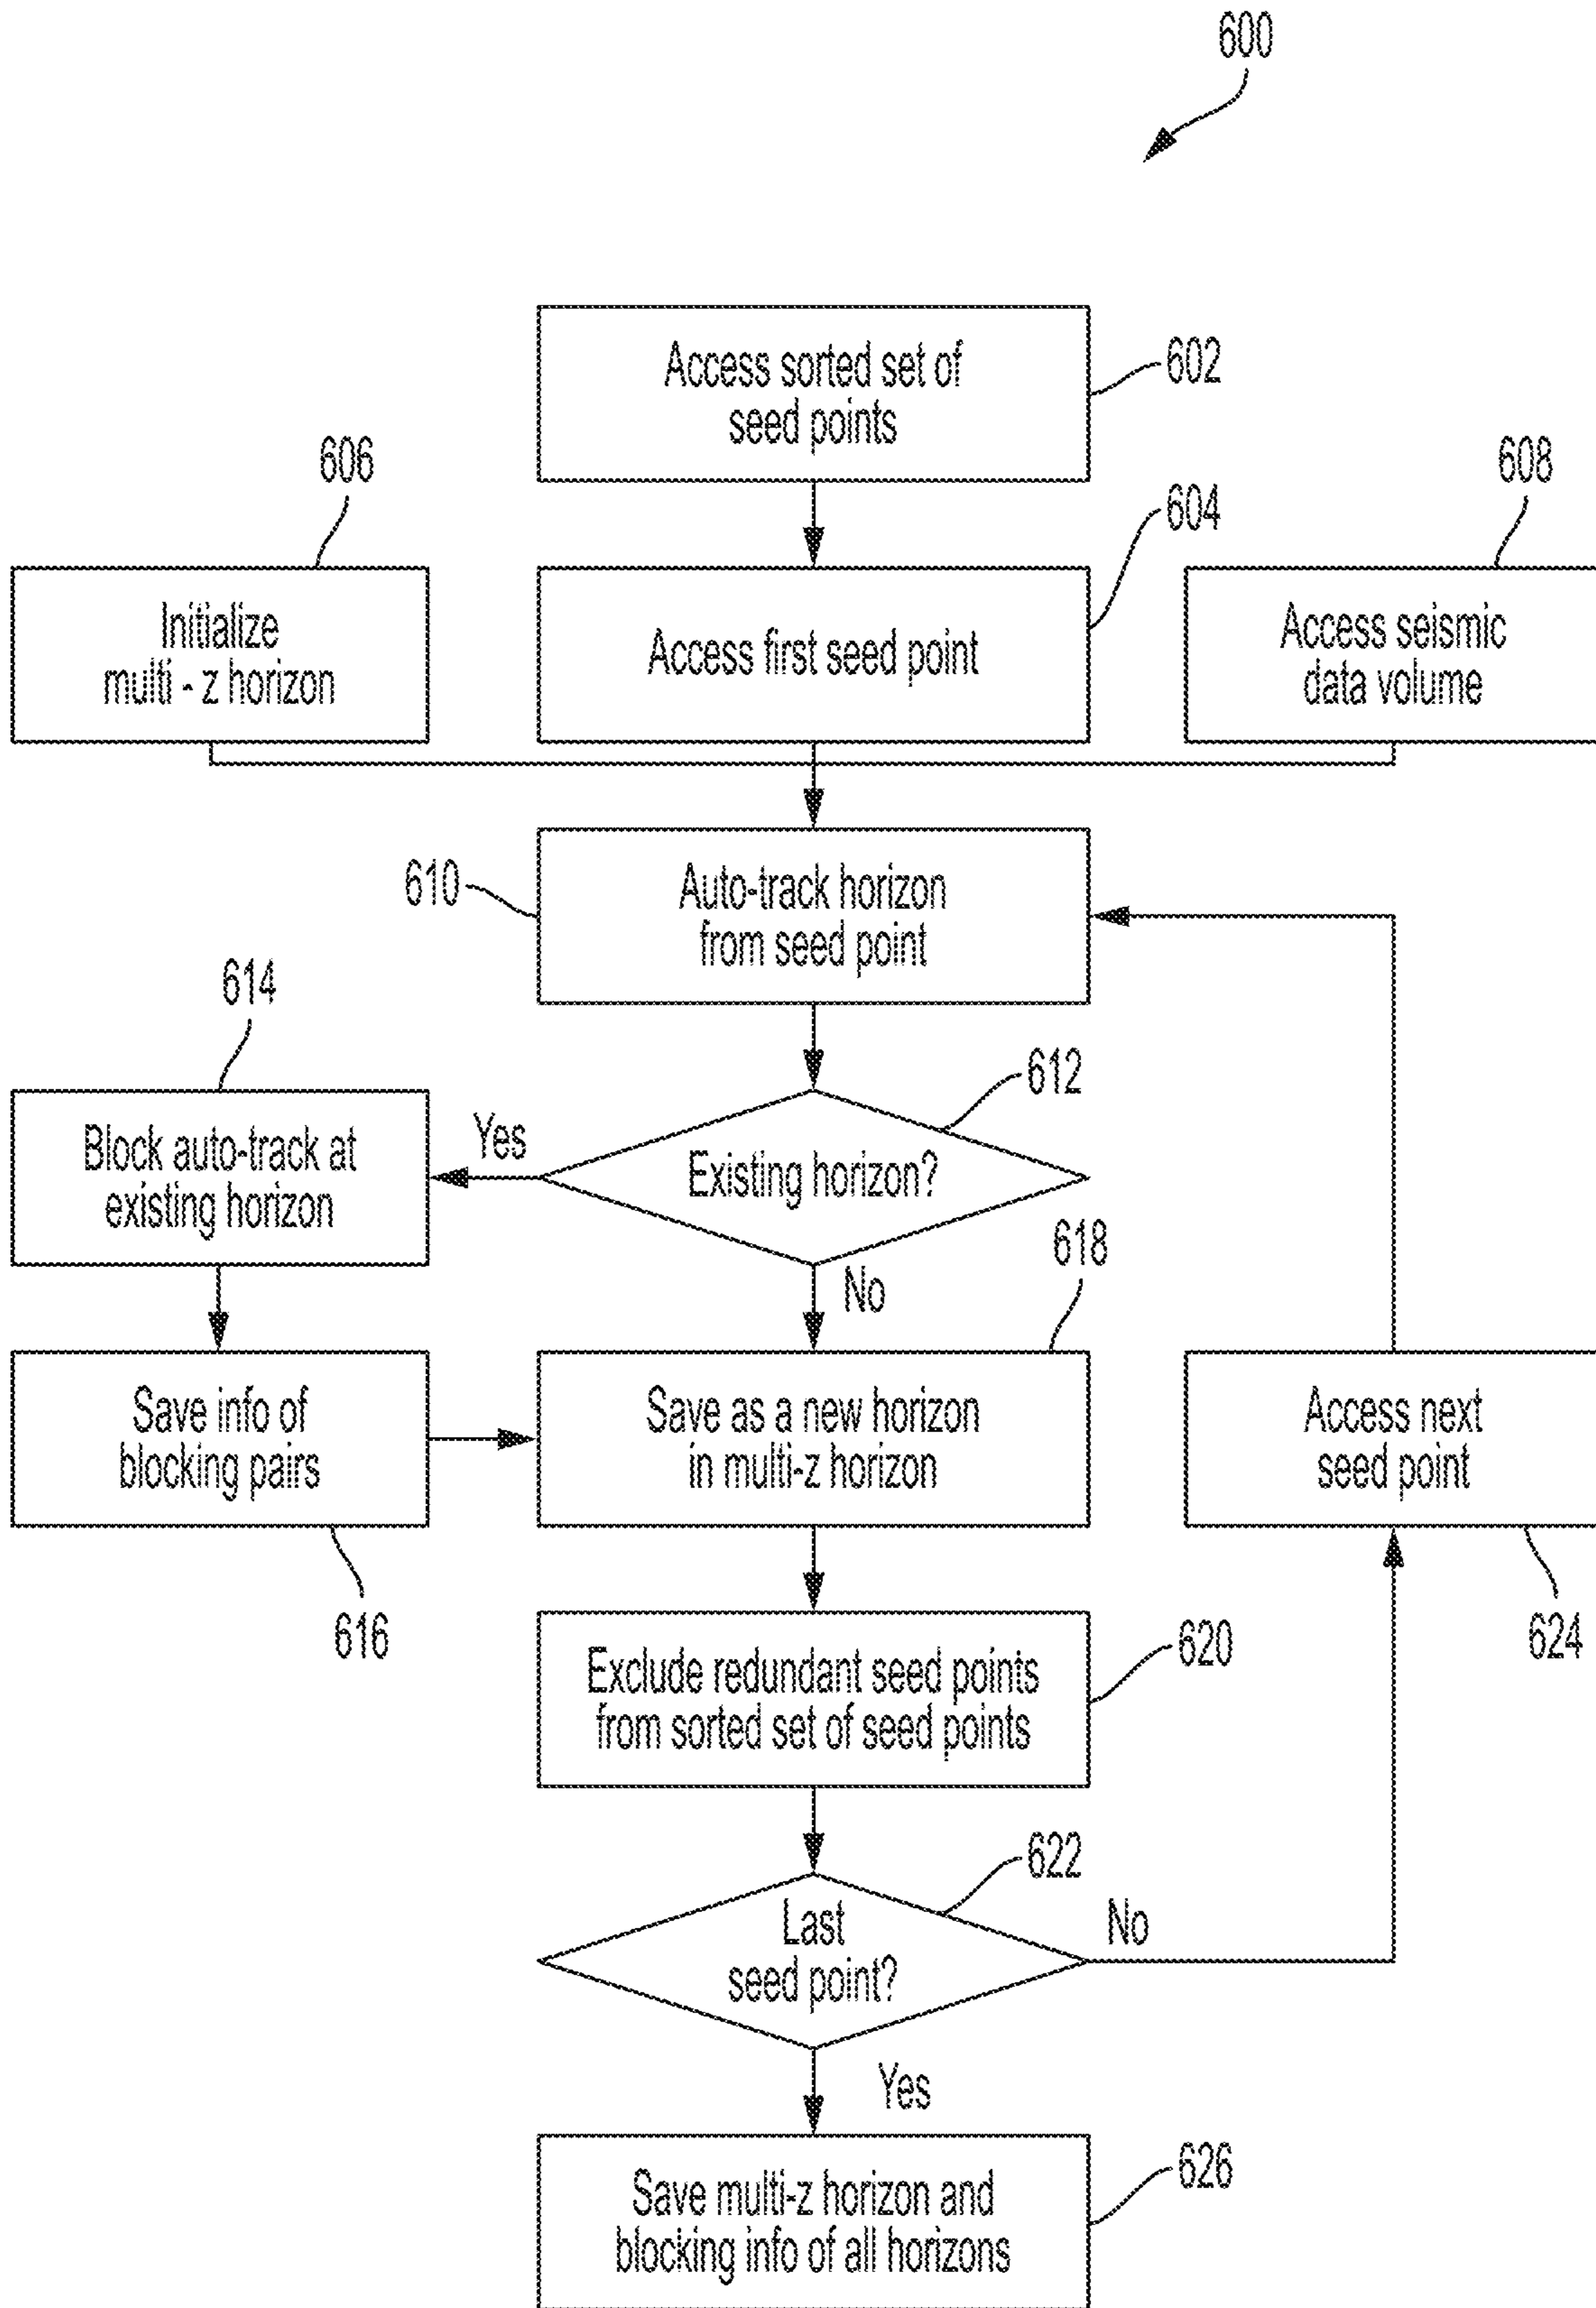 600
Access sorted set of
seed points
602
606
604
608
Initialize
multi - z horizon
Access first seed point
Access seismic
data volume
610
Auto-track horizon
from seed point
614
612
Block auto-track at
existing horizon
Yes
Existing horizon?
618
No
Save info of
blocking pairs
Save as a new horizon
in multi-z horizon
Access next
seed point
616
624
620
Exclude redundant seed points
from sorted set of seed points
622
Last
seed point?
No
Yes
626
Save multi-z horizon and
blocking info of all horizons